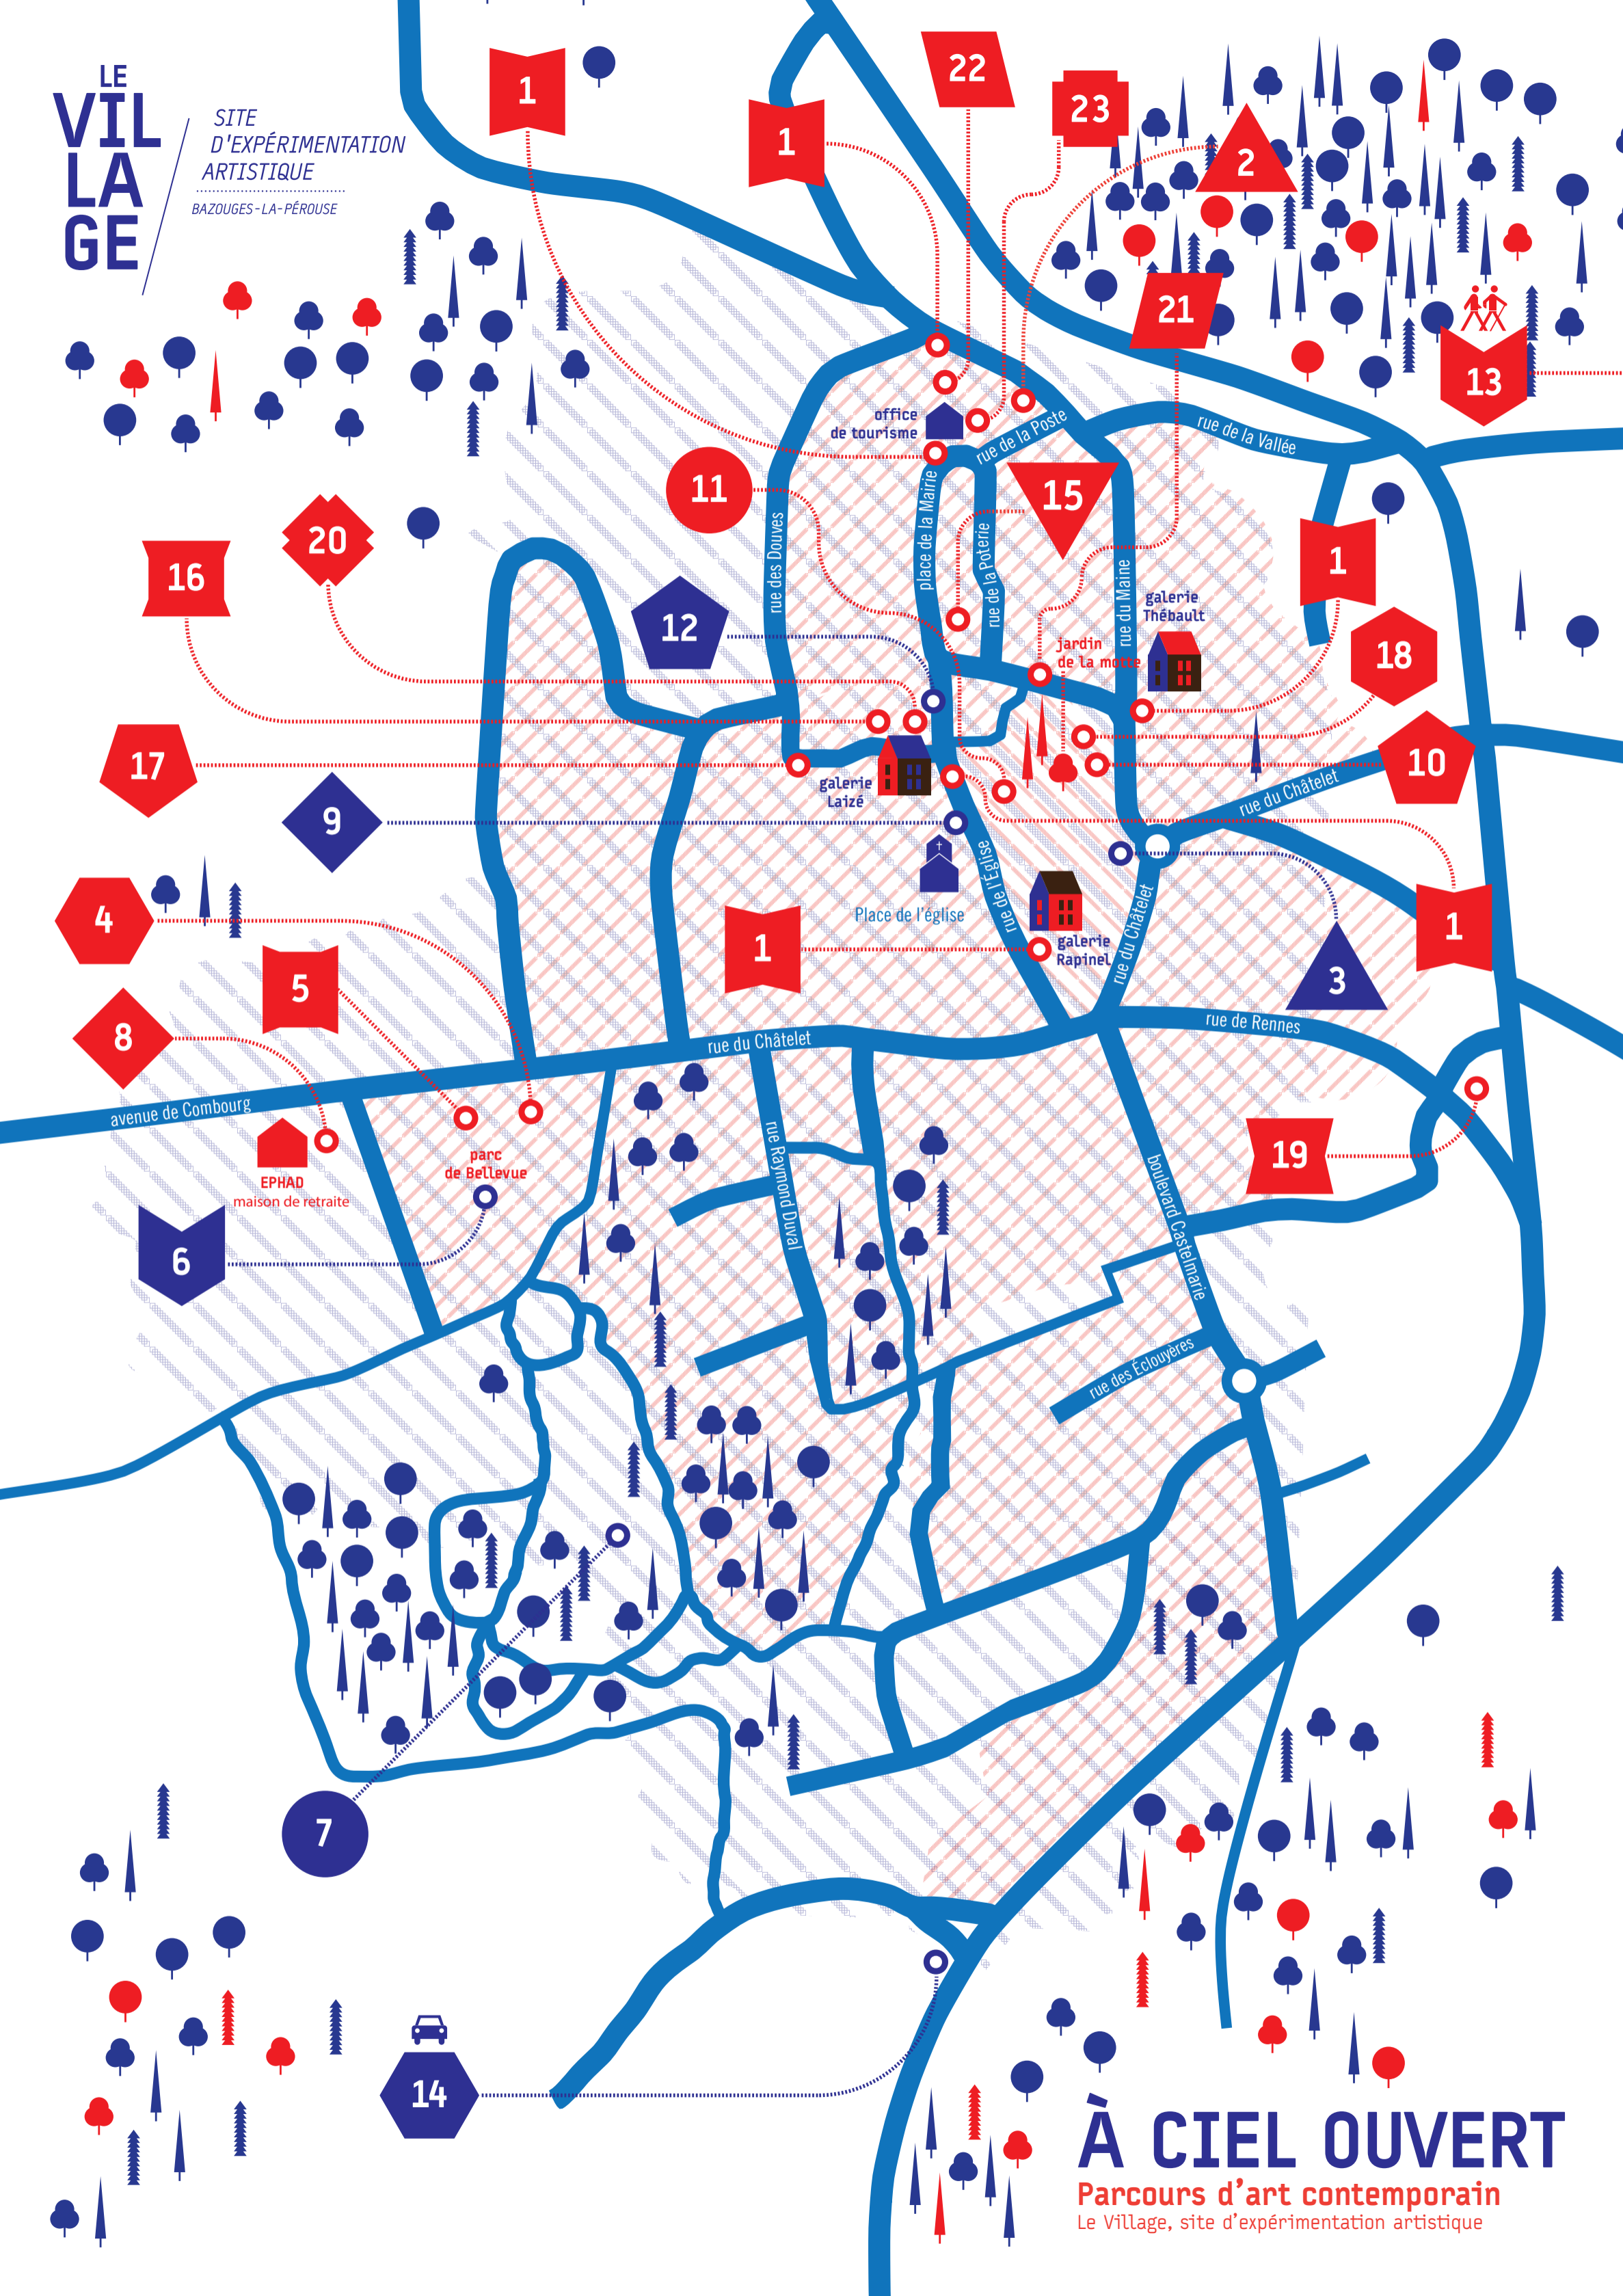 LE
VIL
LA
GE
SITE
D'EXPÉRIMENTATION
ARTISTIQUE
BAZOUGES-LA-PÉROUSE
1
1
22
23
2
21
13
office
de tourisme
rue de la Poste
rue de la Vallée
11
15
20
16
1
12
rue des Douves
place de la Mairie
rue de la Poterie
rue du Maine
galerie
Thébault
jardin
de la motte
18
17
10
galerie
Laizé
9
rue du Châtelet
4
rue de l'Église
Place de l'église
1
galerie
Rapinel
rue du Châtelet
1
3
5
8
rue du Châtelet
rue de Rennes
avenue de Combourg
EPHAD
maison de retraite
parc
de Bellevue
19
6
rue Raymond Duval
boulevard Castelmarie
rue des Éclouyères
7
14
À CIEL OUVERT
Parcours d'art contemporain
Le Village, site d'expérimentation artistique